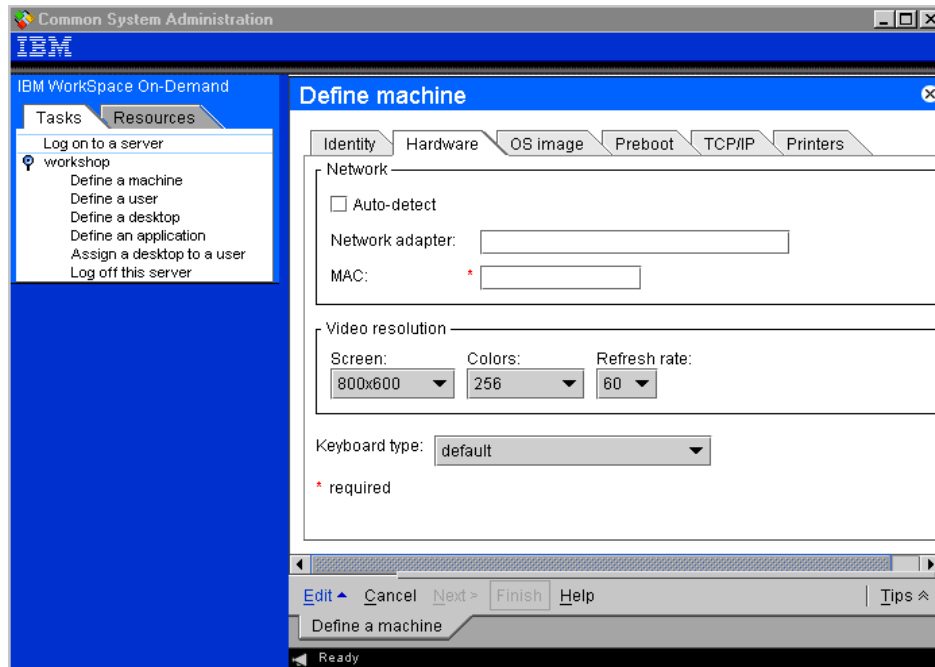 Common System Administration
IBM
IBM WorkSpace On-Demand
Tasks Resources
Log on to a server
workshop
Define a machine
Define a user
Define a desktop
Define an application
Assign a desktop to a user
Log off this server
Define machine
Identity Hardware OS image Preboot TCP/IP Printers
Network
Auto-detect
Network adapter:
MAC: *
Video resolution
Screen: Colors: Refresh rate:
800x600 256 60
Keyboard type: default
* required
Edit Cancel Next > Finish Help Tips
Define a machine
Ready